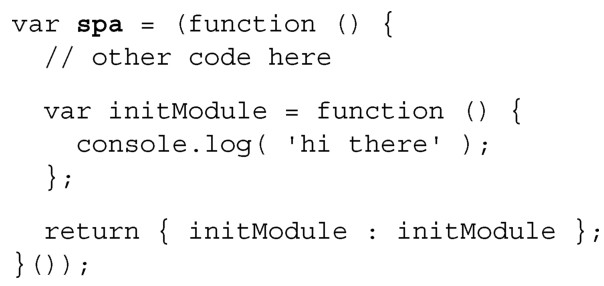 var spa = (function () {
  // other code here
  var initModule = function () {
    console.log( 'hi there' );
  };
  return { initModule : initModule };
}());